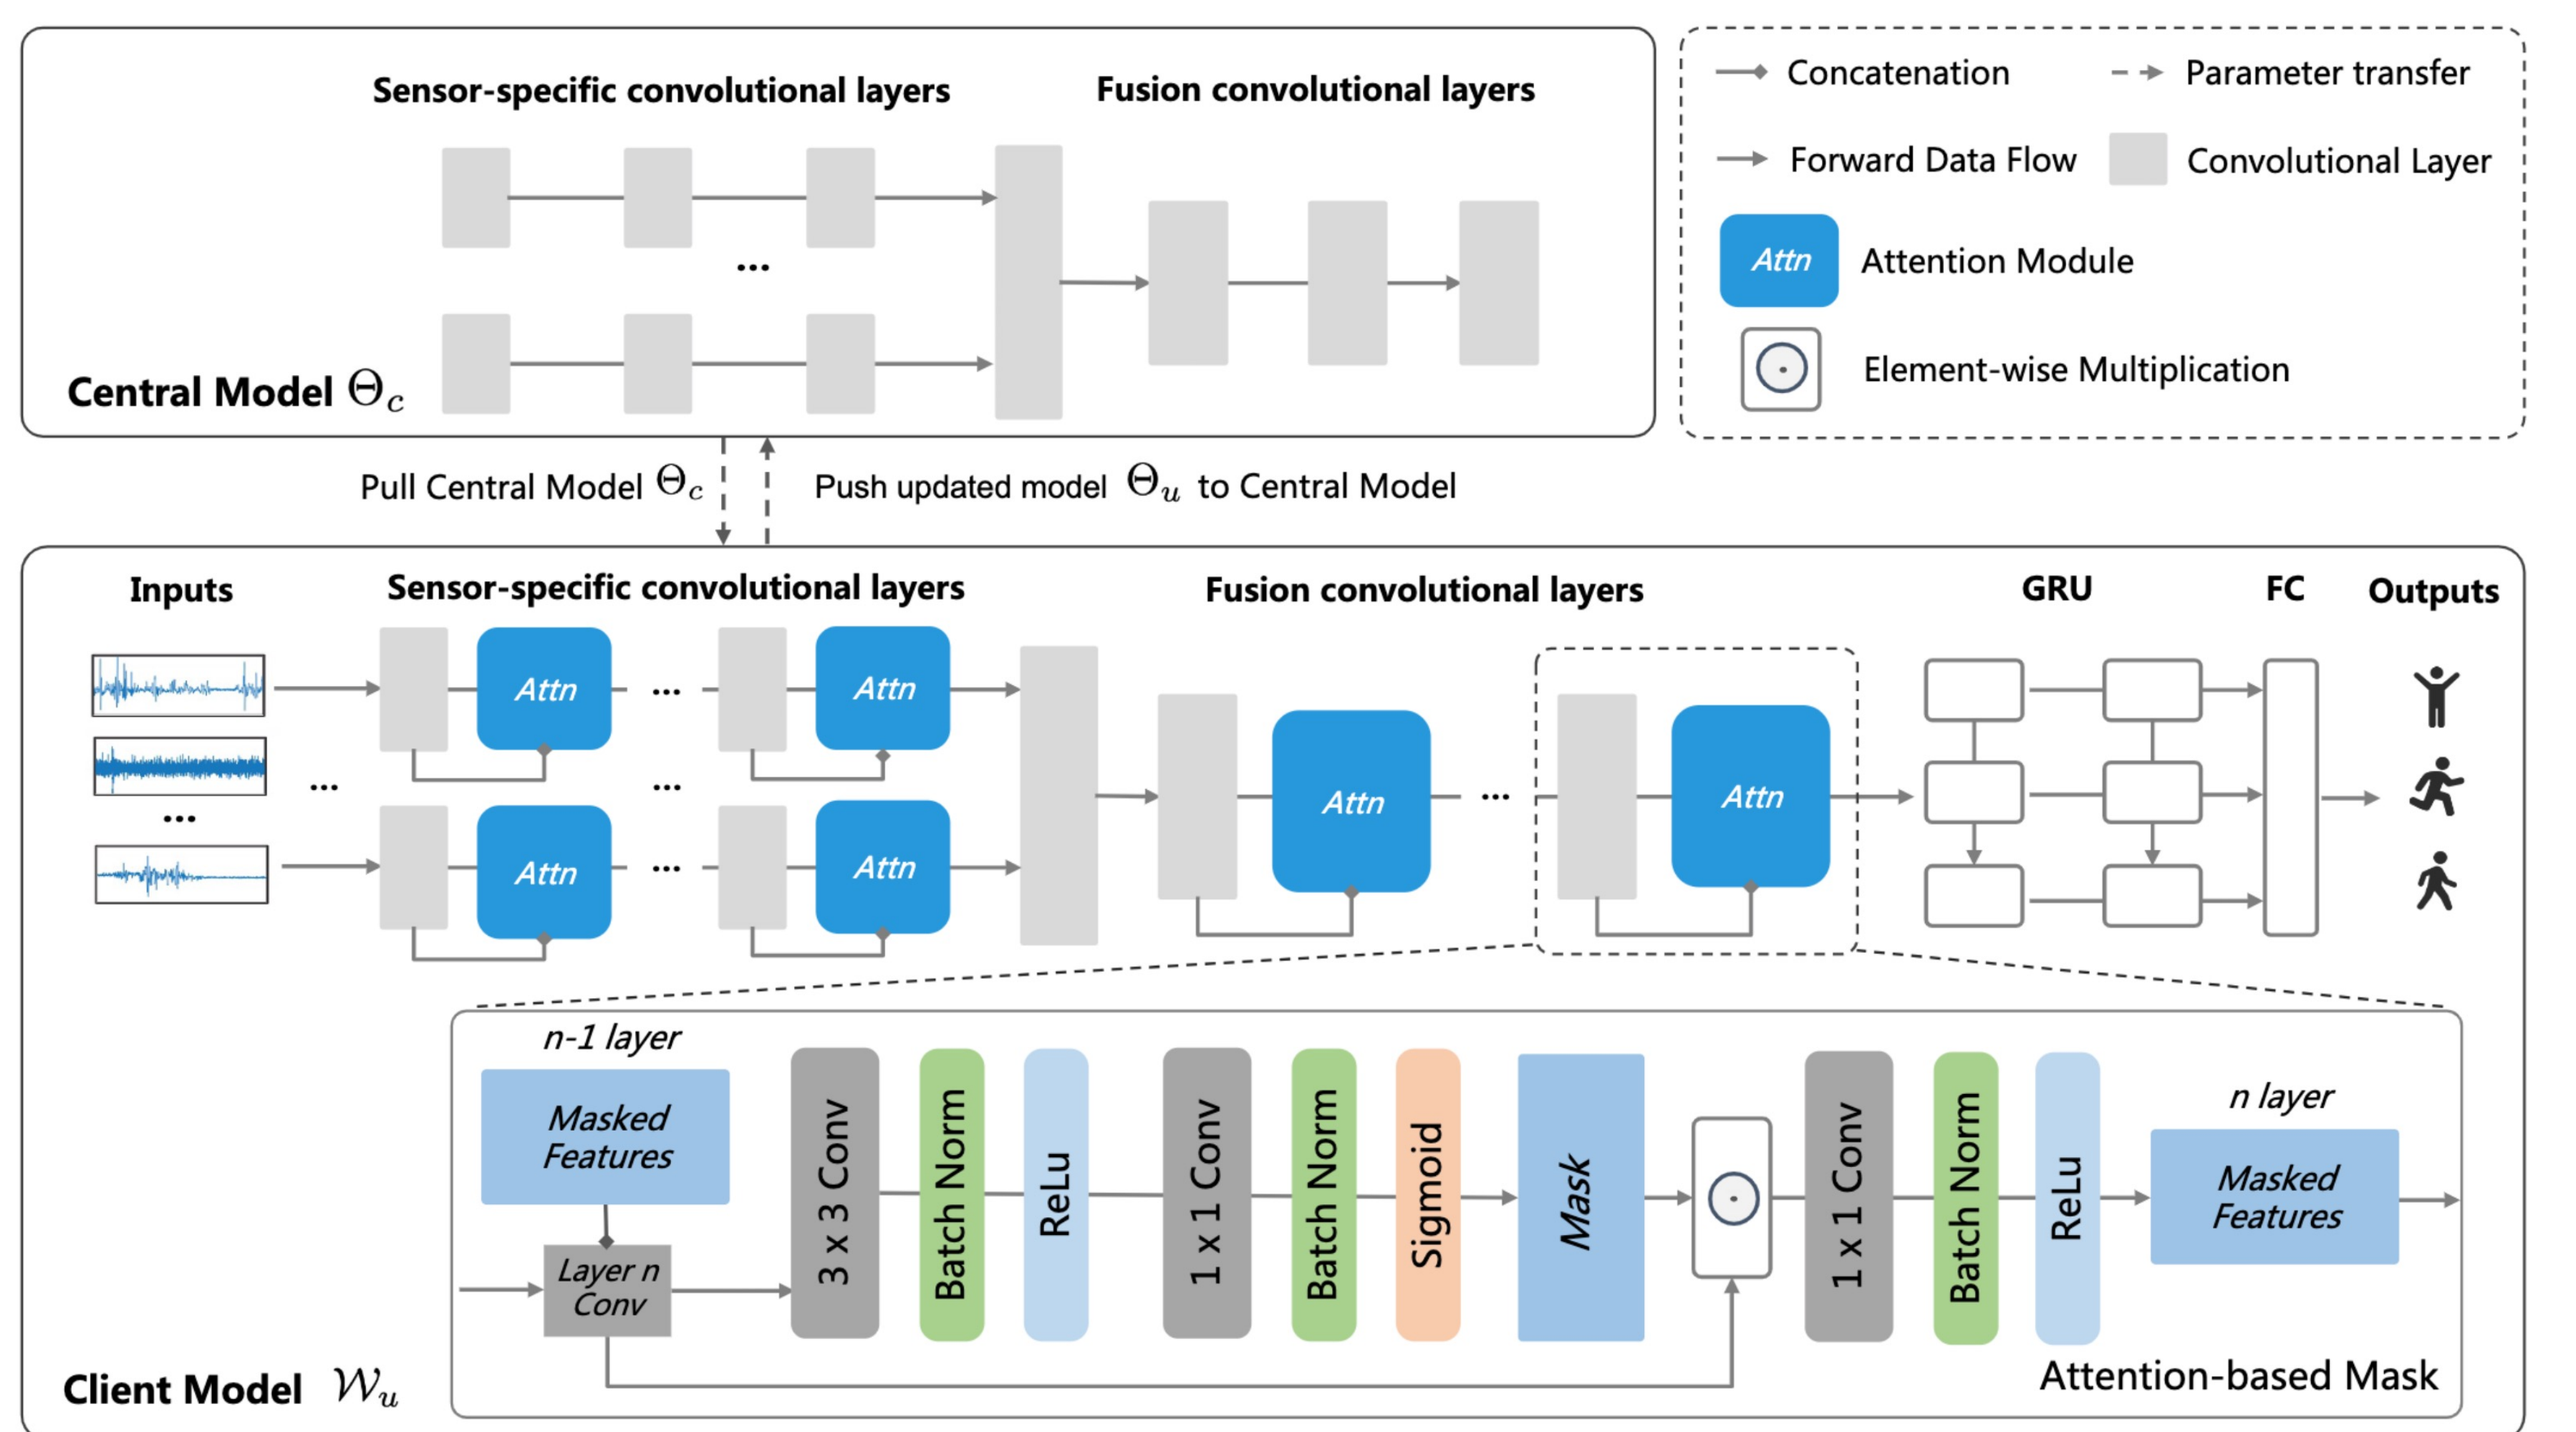 Sensor-specific convolutional layers
Fusion convolutional layers
...
Central Model Θc
Concatenation
Parameter transfer
Forward Data Flow
Convolutional Layer
Attn
Attention Module
Element-wise Multiplication
Pull Central Model Θc
Push updated model Θu to Central Model
Inputs
Sensor-specific convolutional layers
Fusion convolutional layers
GRU
FC
Outputs
Attn
...
Attn
...
...
...
Attn
...
Attn
Attn
...
Attn
n-1 layer
Masked
Features
Layer n
Conv
3 x 3 Conv
Batch Norm
ReLu
1 x 1 Conv
Batch Norm
Sigmoid
Mask
1 x 1 Conv
Batch Norm
ReLu
n layer
Masked
Features
Client Model 𝒲u
Attention-based Mask